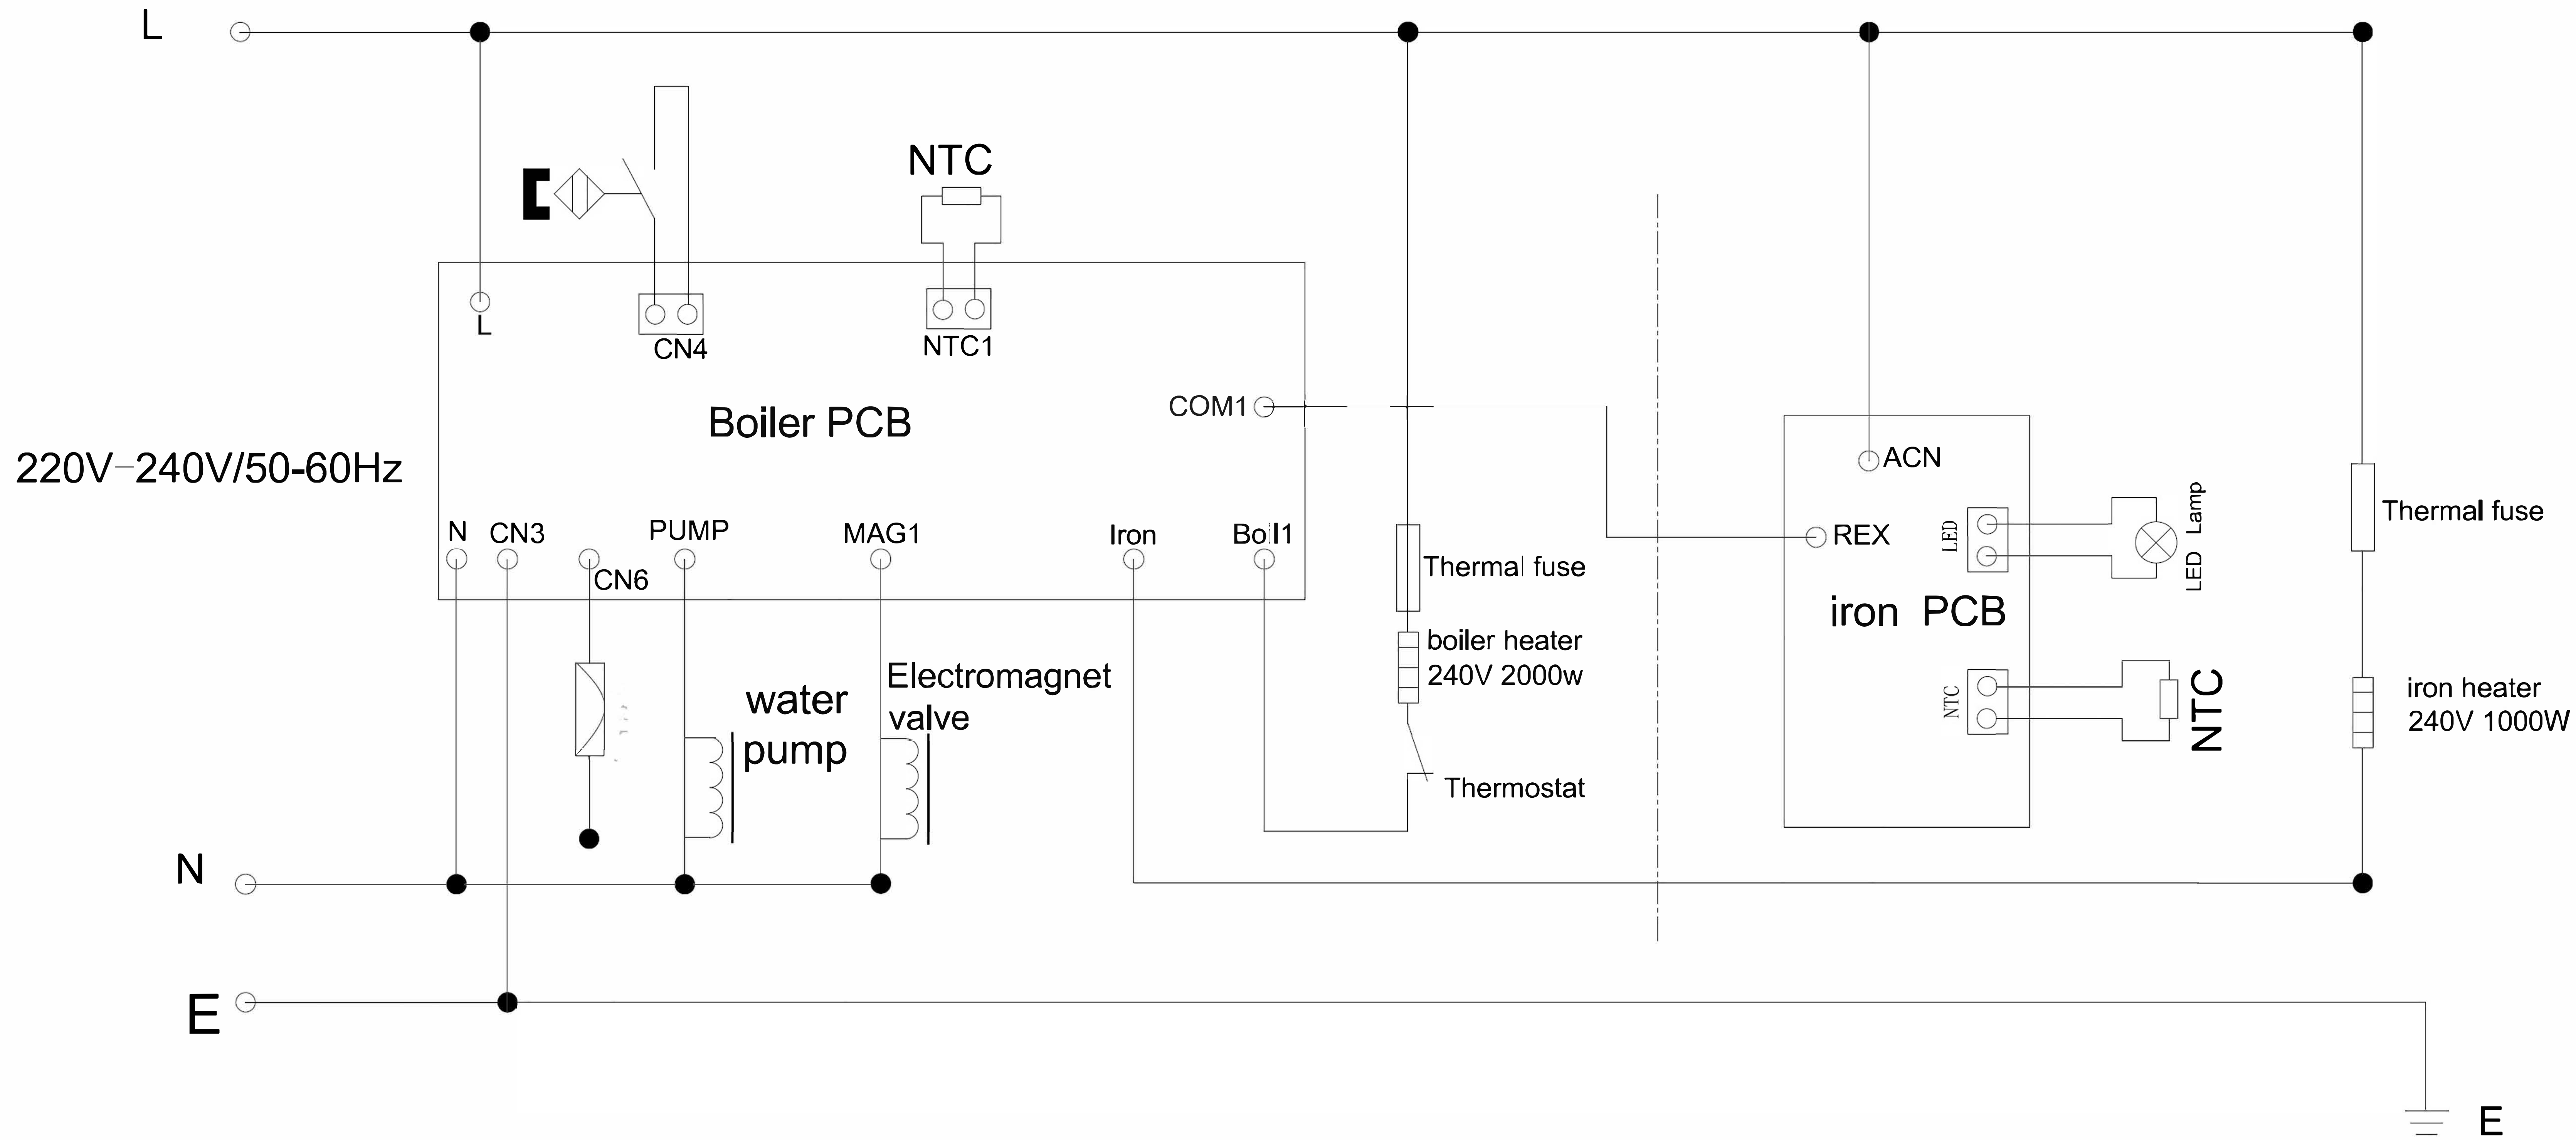 L
NTC
L
CN4
NTC1
COM1
Boiler PCB
220V-240V/50-60Hz
ACN
N
CN3
PUMP
MAG1
Iron
Boil1
CN6
REX
LED
LED Lamp
Thermal fuse
Thermal fuse
iron PCB
boiler heater
240V 2000w
Electromagnet
valve
water
pump
NTC
NTC
iron heater
240V 1000W
Thermostat
N
E
E